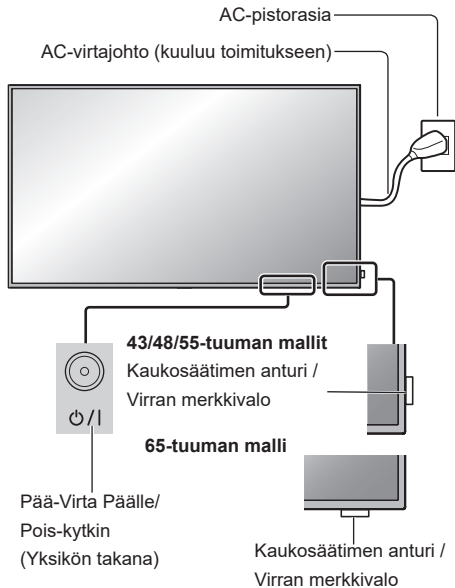 AC-pistorasia
AC-virtajohto (kuuluu toimitukseen)
43/48/55-tuuman mallit
Kaukosäätimen anturi /
Virran merkkivalo
⏻/I
65-tuuman malli
Pää-Virta Päälle/
Pois-kytkin
(Yksikön takana)
Kaukosäätimen anturi /
Virran merkkivalo